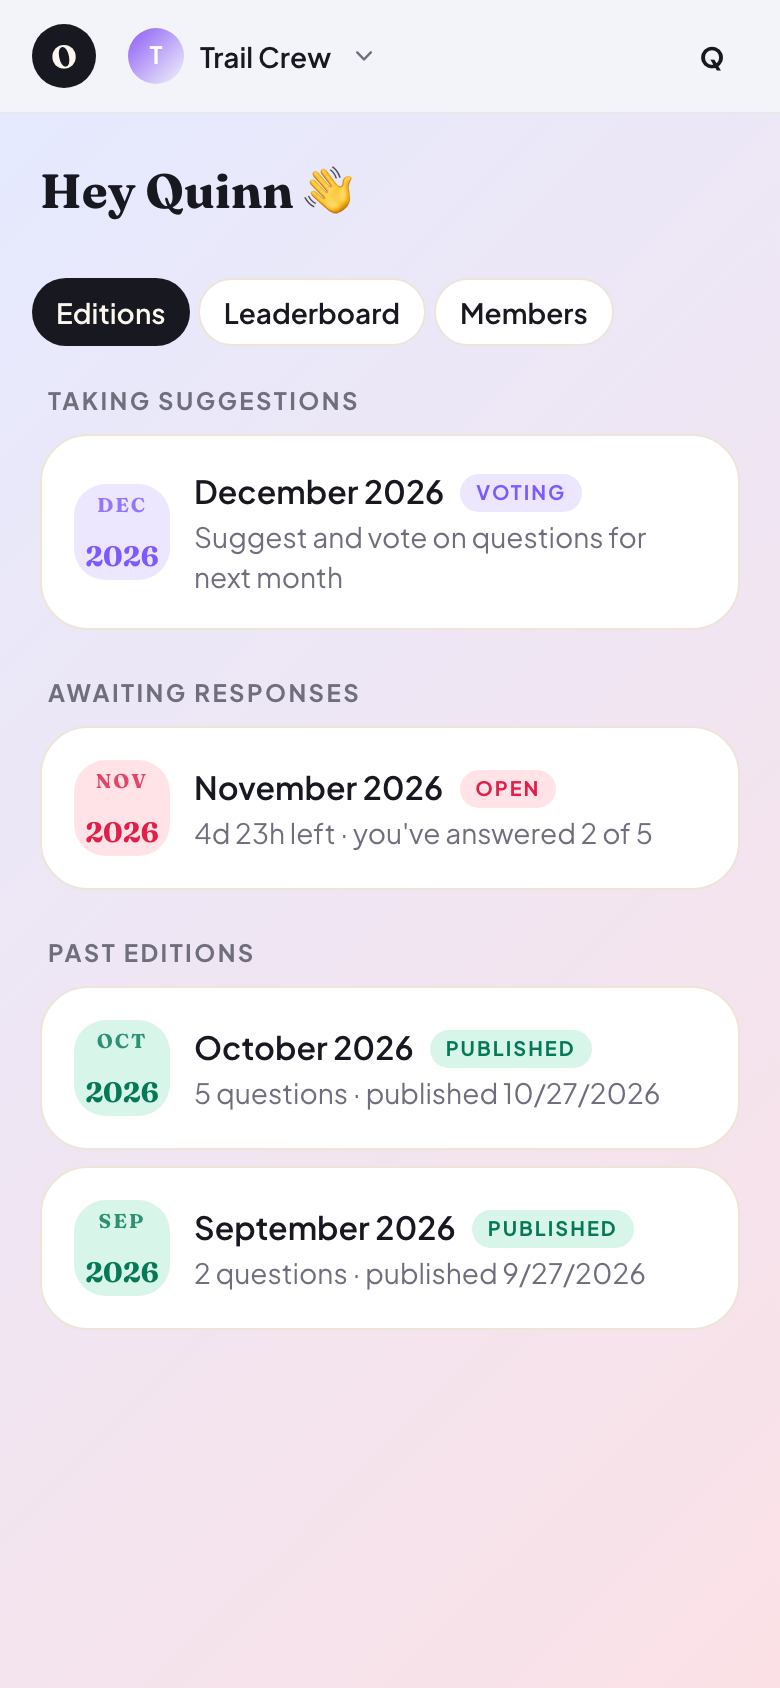 O
T
Trail Crew
Q
Hey Quinn 👋
Editions
Leaderboard
Members
TAKING SUGGESTIONS
DEC
2026
December 2026
VOTING
Suggest and vote on questions for
next month
AWAITING RESPONSES
NOV
2026
November 2026
OPEN
4d 23h left · you've answered 2 of 5
PAST EDITIONS
OCT
2026
October 2026
PUBLISHED
5 questions · published 10/27/2026
SEP
2026
September 2026
PUBLISHED
2 questions · published 9/27/2026